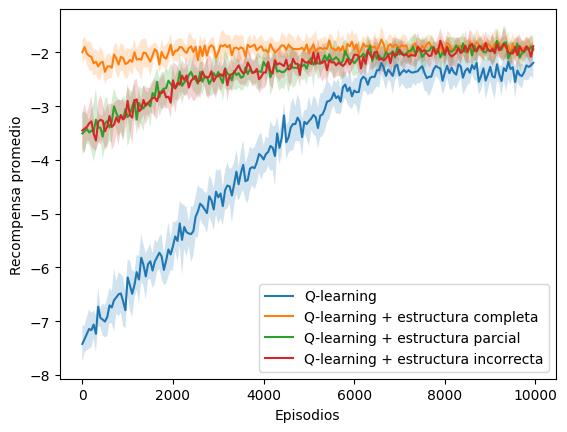 −2
−3
−4
−5
−6
−7
−8
0
2000
4000
6000
8000
10000
Recompensa promedio
Episodios
Q-learning
Q-learning + estructura completa
Q-learning + estructura parcial
Q-learning + estructura incorrecta